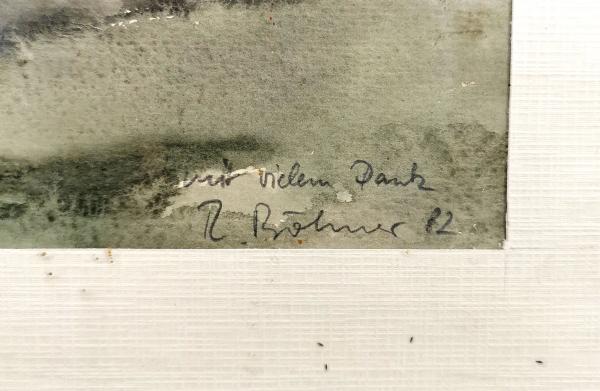 mit vielem Dank
R. Böhmer 82